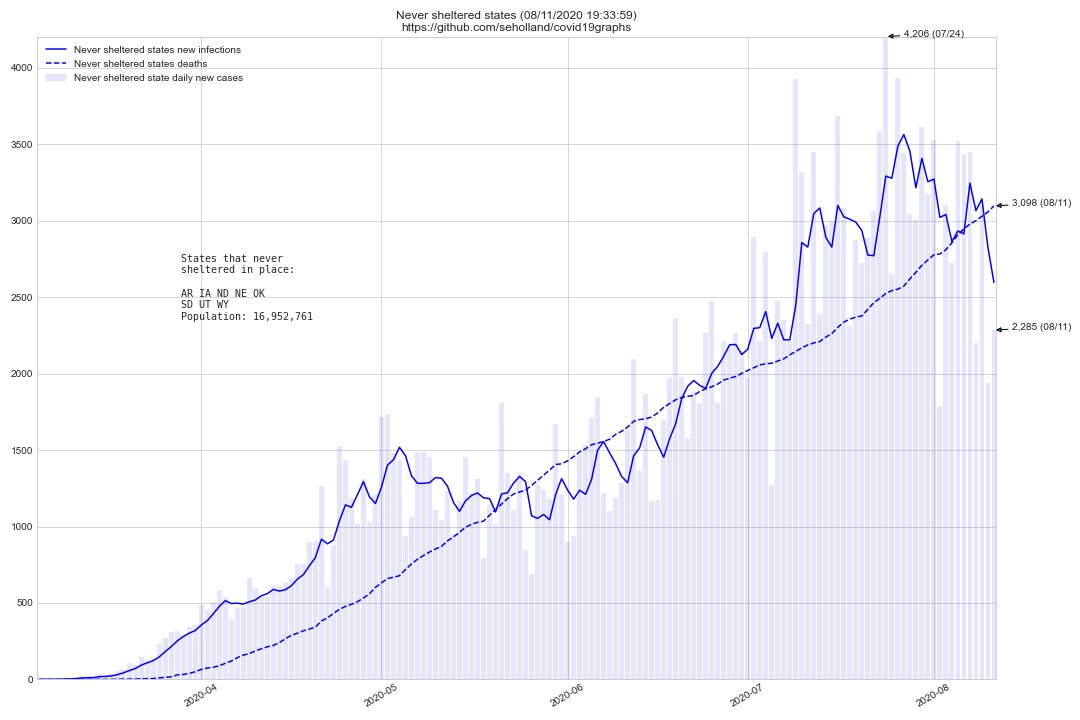 Never sheltered states (08/11/2020 19:33:59)
https://github.com/seholland/covid19graphs
4,206 (07/24)
Never sheltered states new infections
Never sheltered states deaths
Never sheltered state daily new cases
4000
3500
3000
2500
2000
1500
1000
500
0
3,098 (08/11)
2,285 (08/11)
States that never
sheltered in place:
AR IA ND NE OK
SD UT WY
Population: 16,952,761
2020-04
2020-05
2020-06
2020-07
2020-08